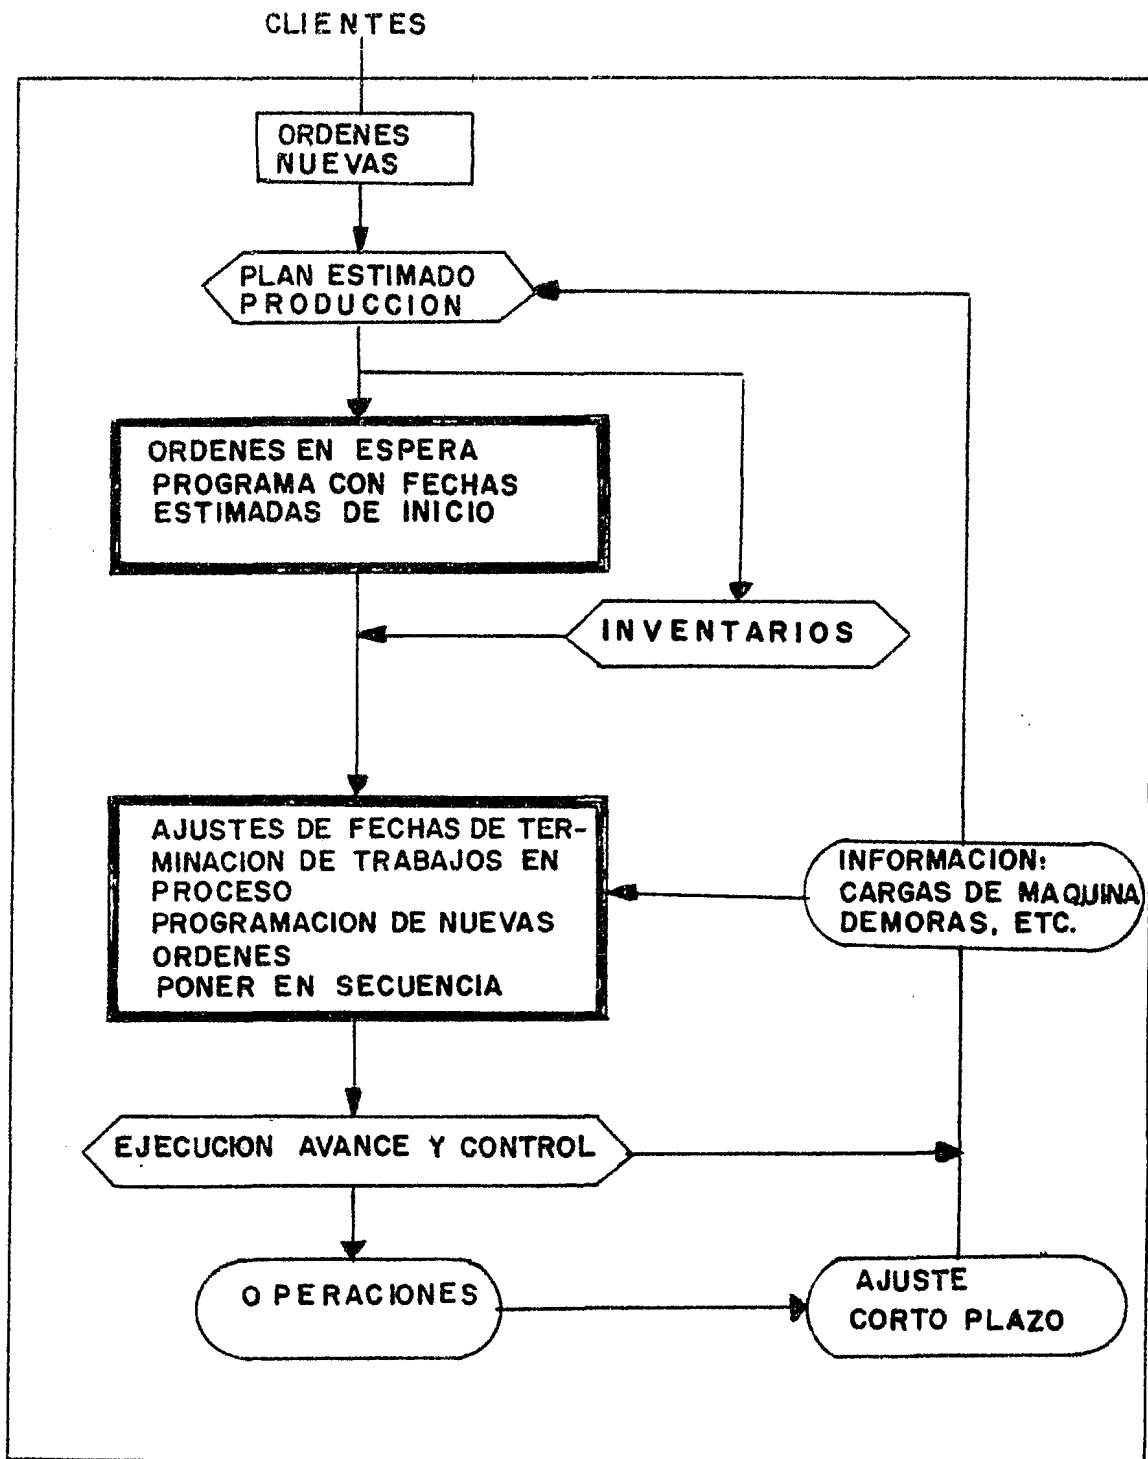 CLIENTES
ORDENES
NUEVAS
PLAN ESTIMADO
PRODUCCION
ORDENES EN ESPERA
PROGRAMA CON FECHAS
ESTIMADAS DE INICIO
INVENTARIOS
AJUSTES DE FECHAS DE TER-
MINACION DE TRABAJOS EN
PROCESO
PROGRAMACION DE NUEVAS
ORDENES
PONER EN SECUENCIA
INFORMACION:
CARGAS DE MAQUINA
DEMORAS, ETC.
EJECUCION AVANCE Y CONTROL
OPERACIONES
AJUSTE
CORTO PLAZO